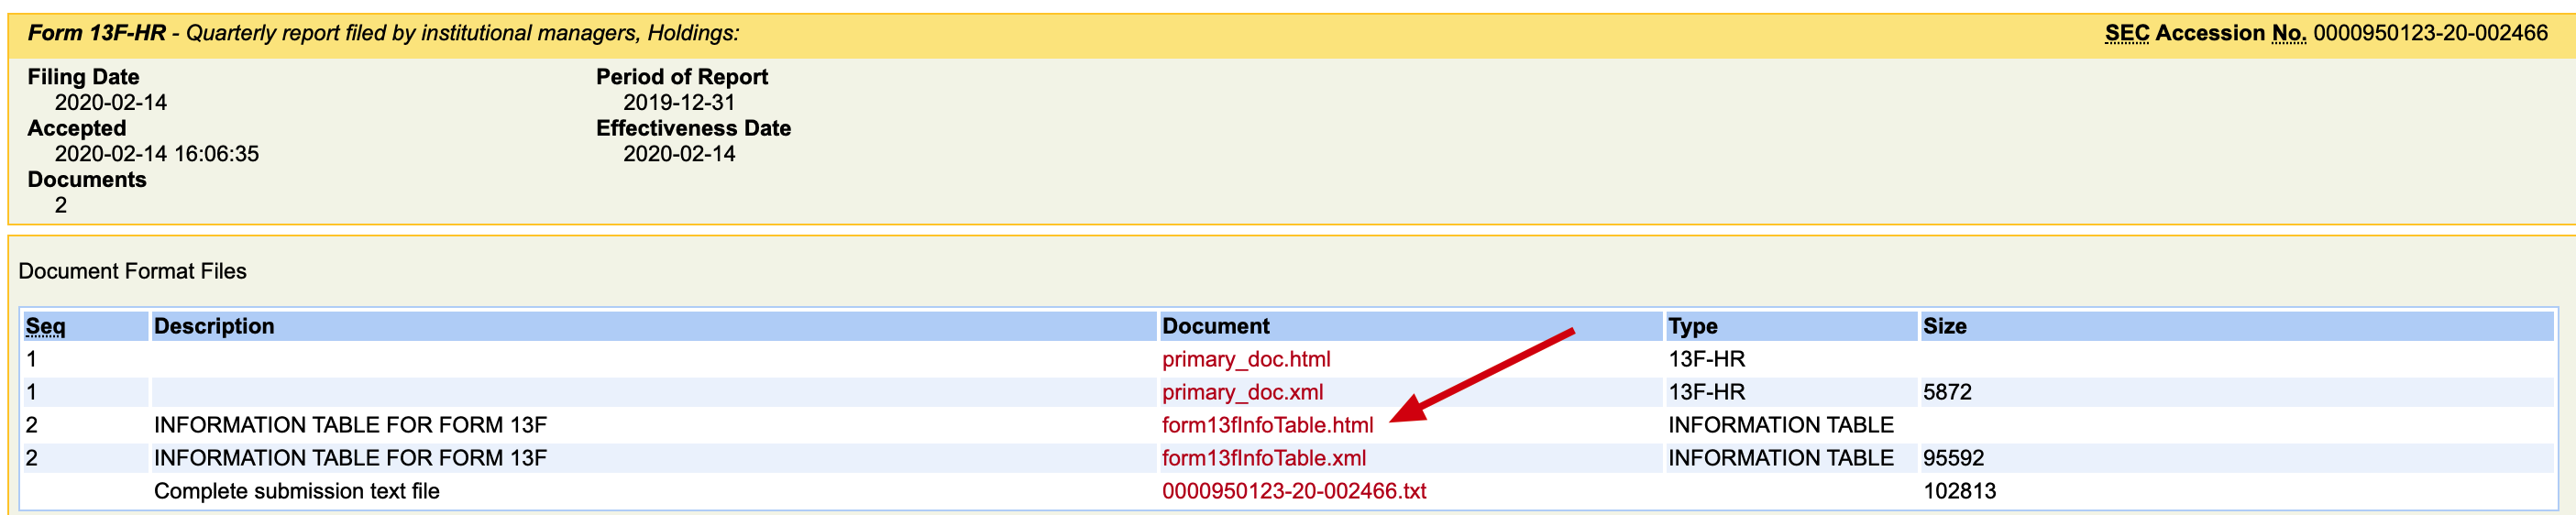 Form 13F-HR - Quarterly report filed by institutional managers, Holdings: SEC Accession No. 0000950123-20-002466
Filing Date Period of Report
2020-02-14 2019-12-31
Accepted Effectiveness Date
2020-02-14 16:06:35 2020-02-14
Documents
2
Document Format Files
Seq Description Document Type Size
1 primary_doc.html 13F-HR
1 primary_doc.xml 13F-HR 5872
2 INFORMATION TABLE FOR FORM 13F form13fInfoTable.html INFORMATION TABLE
2 INFORMATION TABLE FOR FORM 13F form13fInfoTable.xml INFORMATION TABLE 95592
Complete submission text file 0000950123-20-002466.txt 102813